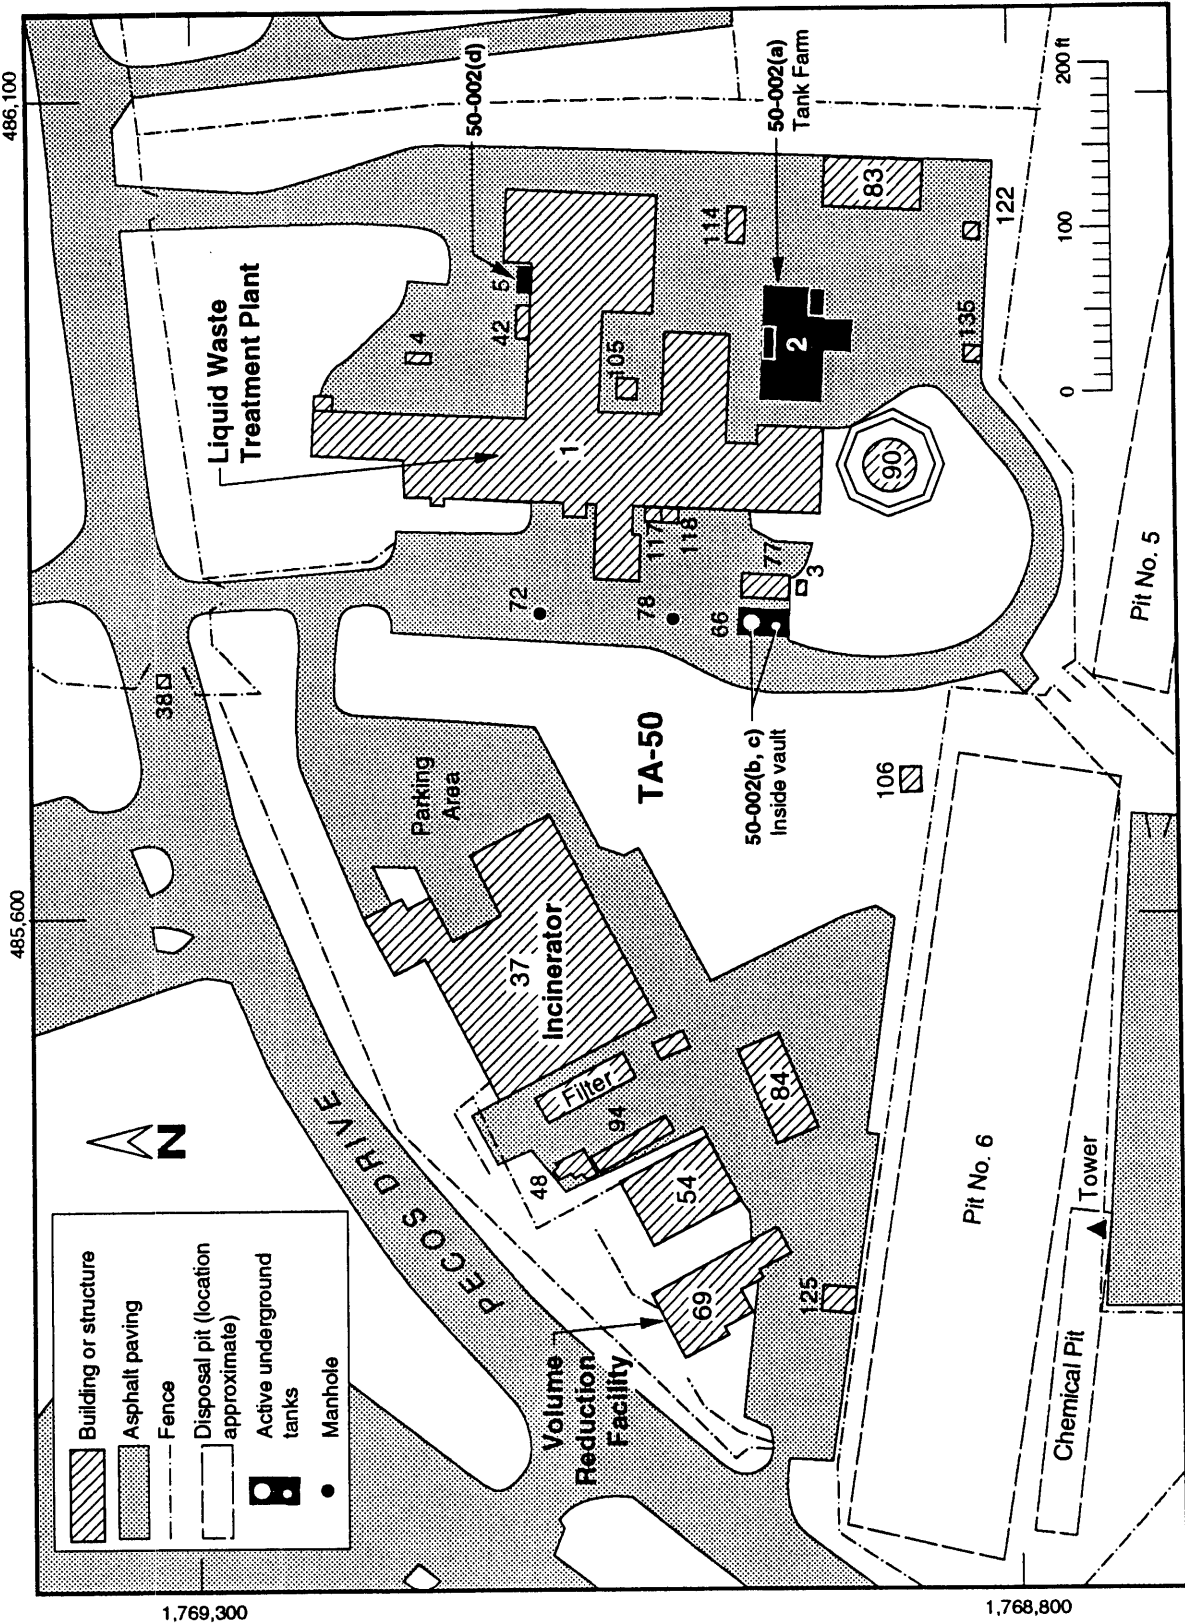 486,100
485,600
1,769,300
1,768,800
50-002(d)
50-002(a)
Tank Farm
200 ft
100
0
Liquid Waste
Treatment Plant
83
114
122
5
42
4
105
2
135
1
90
117
118
77
3
72
78
66
38
Pit No. 5
TA-50
50-002(b, c)
Inside vault
106
Parking
Area
37
Incinerator
Filter
94
84
48
54
69
125
Pit No. 6
Tower
Chemical Pit
PECOS DRIVE
Volume
Reduction
Facility
N
Building or structure
Asphalt paving
Fence
Disposal pit (location
approximate)
Active underground
tanks
Manhole